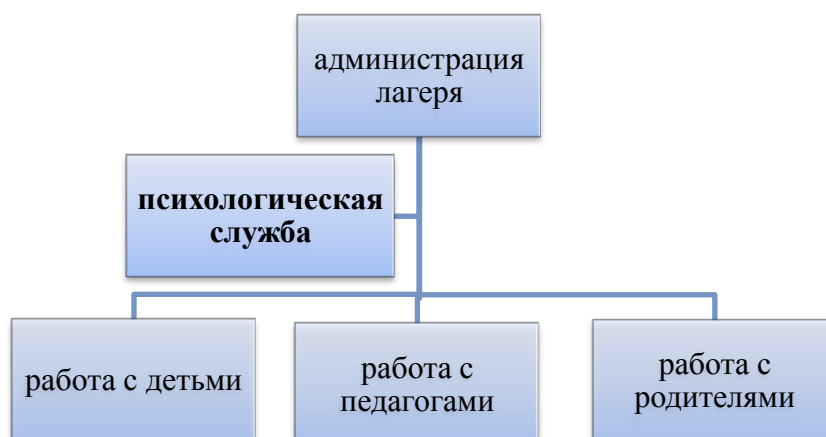 администрация
лагеря
психологическая
служба
работа с детьми
работа с
педагогами
работа с
родителями